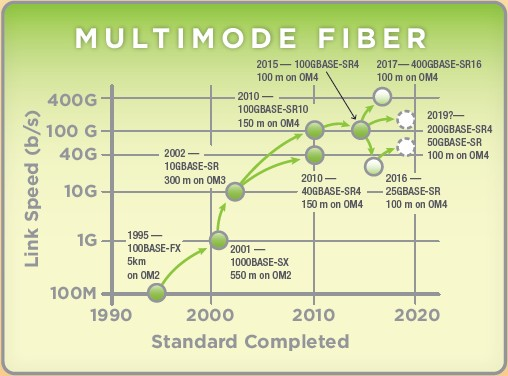 MULTIMODE FIBER
2015 — 100GBASE-SR4
100 m on OM4
2017 — 400GBASE-SR16
100 m on OM4
2010 —
100GBASE-SR10
150 m on OM4
2019?—
200GBASE-SR4
50GBASE-SR
100 m on OM4
2002 —
10GBASE-SR
300 m on OM3
2010 —
40GBASE-SR4
150 m on OM4
2016 —
25GBASE-SR
100 m on OM4
1995 —
100BASE-FX
5km
on OM2
2001 —
1000BASE-SX
550 m on OM2
Link Speed (b/s)
400G
100 G
40G
10G
1G
100M
1990
2000
2010
2020
Standard Completed